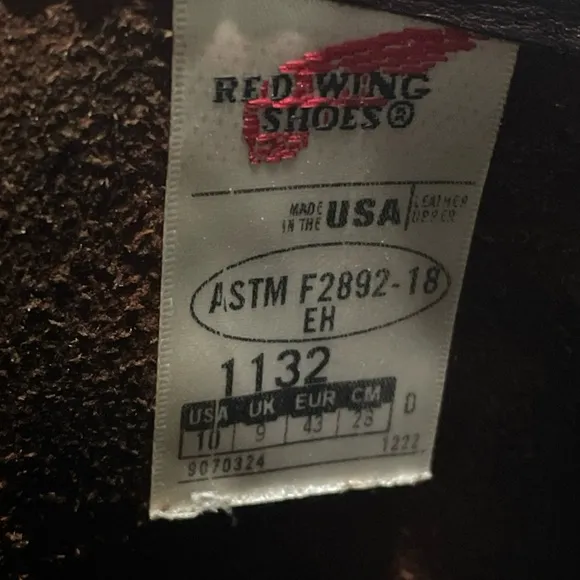 RED WING
SHOES®
MADE IN THE USA LEATHER UPPER
ASTM F2892-18
EH
1132
USA UK EUR CM D
10 9 43 28
9070324 1222